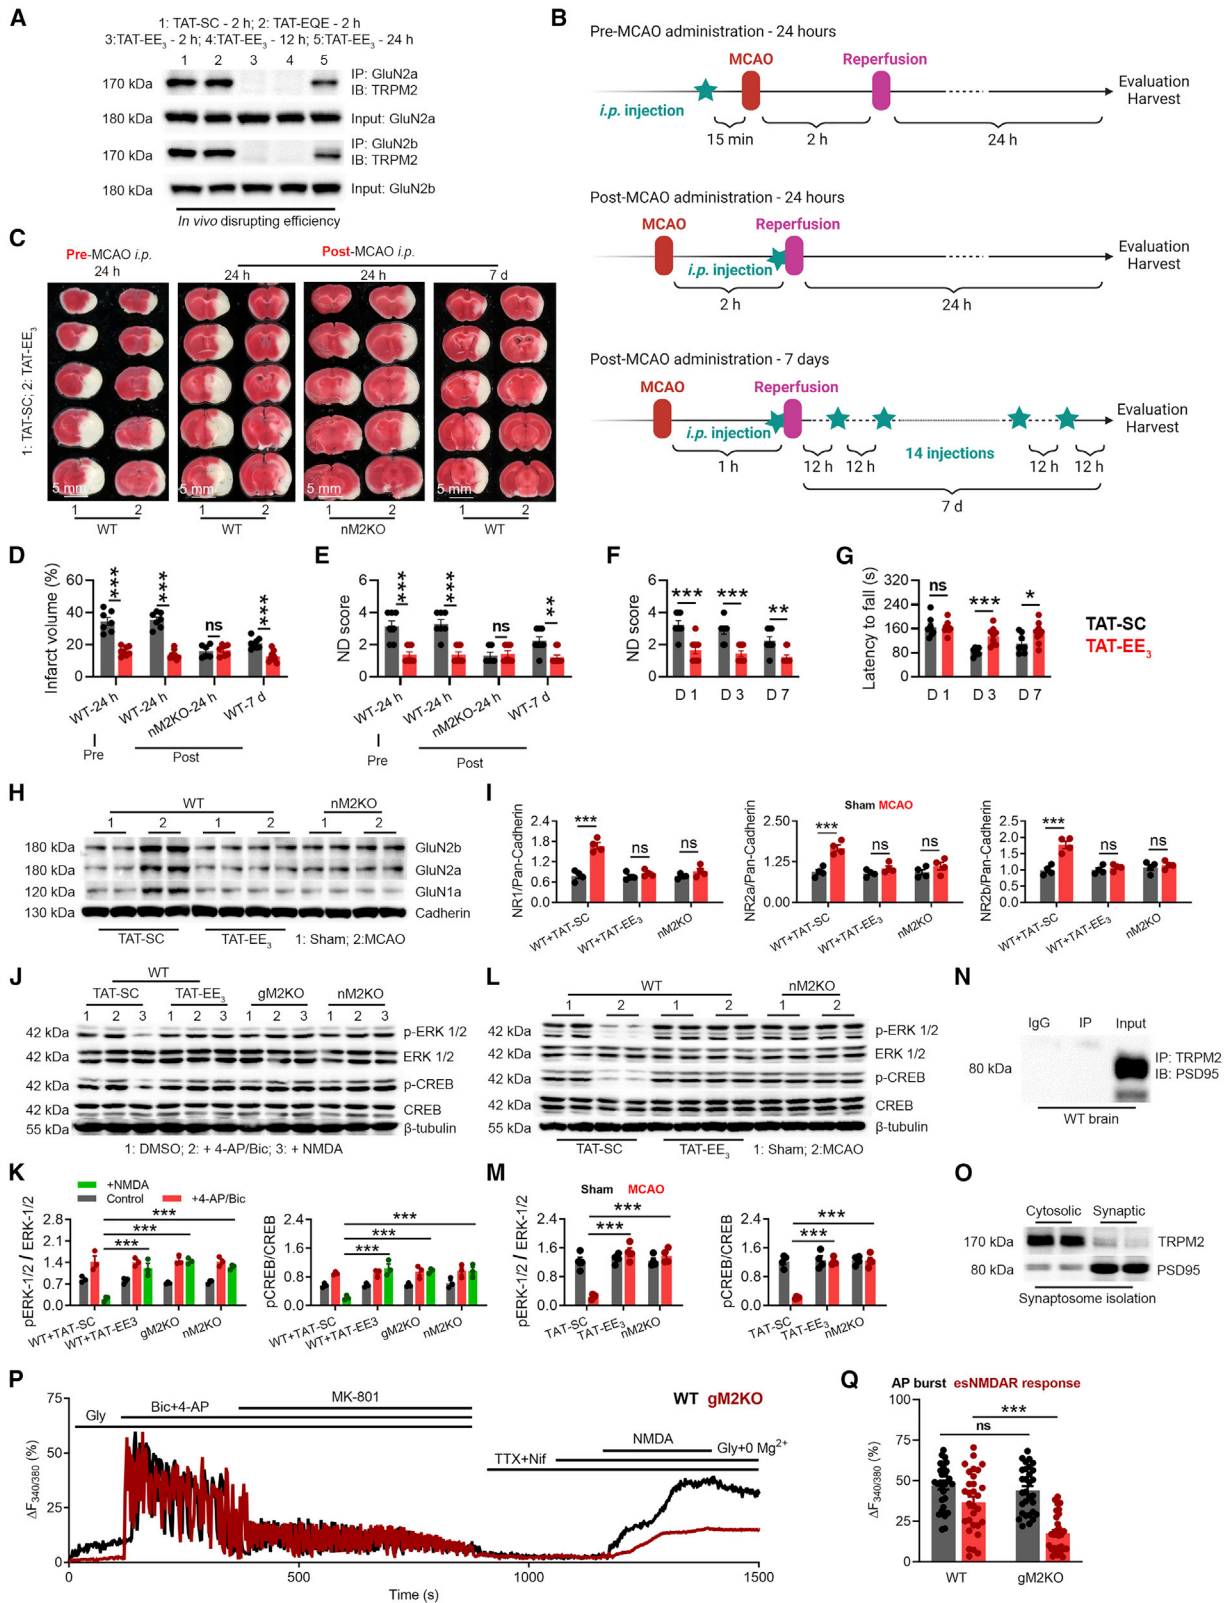 A
1: TAT-SC - 2 h; 2: TAT-EQE - 2 h
3:TAT-EE3 - 2 h; 4:TAT-EE3 - 12 h; 5:TAT-EE3 - 24 h
1 2 3 4 5
170 kDa
IP: GluN2a
IB: TRPM2
180 kDa
Input: GluN2a
170 kDa
IP: GluN2b
IB: TRPM2
180 kDa
Input: GluN2b
In vivo disrupting efficiency
B
Pre-MCAO administration - 24 hours
MCAO
Reperfusion
i.p. injection
Evaluation
Harvest
15 min
2 h
24 h
Post-MCAO administration - 24 hours
MCAO
Reperfusion
i.p. injection
Evaluation
Harvest
2 h
24 h
Post-MCAO administration - 7 days
MCAO
Reperfusion
i.p. injection
14 injections
Evaluation
Harvest
1 h
12 h 12 h 12 h 12 h
7 d
C
Pre-MCAO i.p.
Post-MCAO i.p.
24 h 24 h 24 h 7 d
1: TAT-SC; 2: TAT-EE3
5 mm 5 mm 5 mm 5 mm
1 2 1 2 1 2 1 2
WT WT nM2KO WT
D
Infarct volume (%)
60
40
20
0
*** *** ns ***
WT-24 h WT-24 h nM2KO-24 h WT-7 d
Pre Post
E
ND score
6
4
2
0
*** *** ns **
WT-24 h WT-24 h nM2KO-24 h WT-7 d
Pre Post
F
ND score
6
4
2
0
*** *** **
D 1 D 3 D 7
G
Latency to fall (s)
320
240
160
80
0
ns *** *
D 1 D 3 D 7
TAT-SC
TAT-EE3
H
WT nM2KO
1 2 1 2 1 2
180 kDa GluN2b
180 kDa GluN2a
120 kDa GluN1a
130 kDa Cadherin
TAT-SC TAT-EE3 1: Sham; 2:MCAO
I
Sham MCAO
NR1/Pan-Cadherin
2.4
1.8
1.2
0.6
0.0
*** ns ns
WT+TAT-SC WT+TAT-EE3 nM2KO
NR2a/Pan-Cadherin
2.50
1.25
0.00
*** ns ns
WT+TAT-SC WT+TAT-EE3 nM2KO
NR2b/Pan-Cadherin
2.5
2.0
1.5
1.0
0.5
0.0
*** ns ns
WT+TAT-SC WT+TAT-EE3 nM2KO
J
WT
TAT-SC TAT-EE3 gM2KO nM2KO
1 2 3 1 2 3 1 2 3 1 2 3
42 kDa p-ERK 1/2
42 kDa ERK 1/2
42 kDa p-CREB
42 kDa CREB
55 kDa β-tubulin
1: DMSO; 2: + 4-AP/Bic; 3: + NMDA
L
WT nM2KO
1 2 1 2 1 2
42 kDa p-ERK 1/2
42 kDa ERK 1/2
42 kDa p-CREB
42 kDa CREB
55 kDa β-tubulin
TAT-SC TAT-EE3 1: Sham; 2:MCAO
N
IgG IP Input
80 kDa
IP: TRPM2
IB: PSD95
WT brain
K
+NMDA
Control +4-AP/Bic
pERK-1/2 / ERK-1/2
2.8
2.1
1.4
0.7
0.0
***
***
***
WT+TAT-SC WT+TAT-EE3 gM2KO nM2KO
pCREB/CREB
2.4
1.6
0.8
0.0
***
***
***
WT+TAT-SC WT+TAT-EE3 gM2KO nM2KO
M
Sham MCAO
pERK-1/2 / ERK-1/2
2.4
1.6
0.8
0.0
***
***
TAT-SC TAT-EE3 nM2KO
pCREB/CREB
2.4
1.6
0.8
0.0
***
***
TAT-SC TAT-EE3 nM2KO
O
Cytosolic Synaptic
170 kDa TRPM2
80 kDa PSD95
Synaptosome isolation
P
ΔF340/380 (%)
75
50
25
0
MK-801
Bic+4-AP
Gly
WT gM2KO
NMDA
Gly+0 Mg2+
TTX+Nif
0 500 1000 1500
Time (s)
Q
AP burst esNMDAR response
ΔF340/380 (%)
100
75
50
25
0
***
ns
WT gM2KO